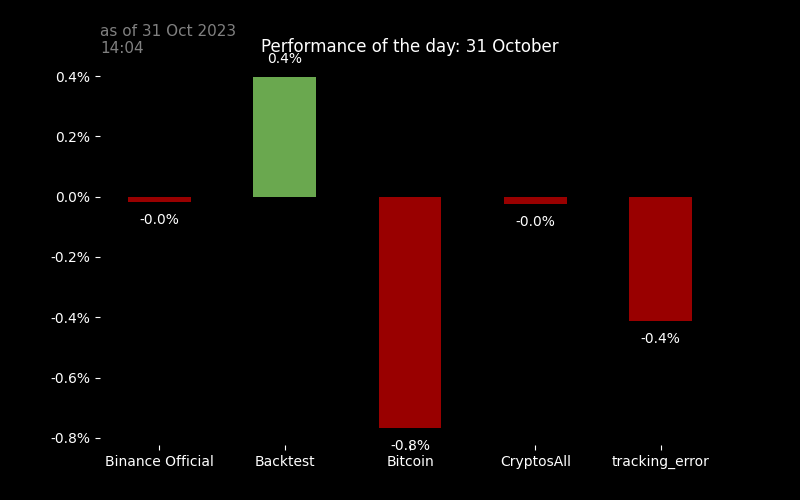 as of 31 Oct 2023
14:04
Performance of the day: 31 October
0.4%
0.4%
0.2%
0.0%
-0.2%
-0.4%
-0.6%
-0.8%
-0.0%
-0.8%
-0.0%
-0.4%
Binance Official
Backtest
Bitcoin
CryptosAll
tracking_error